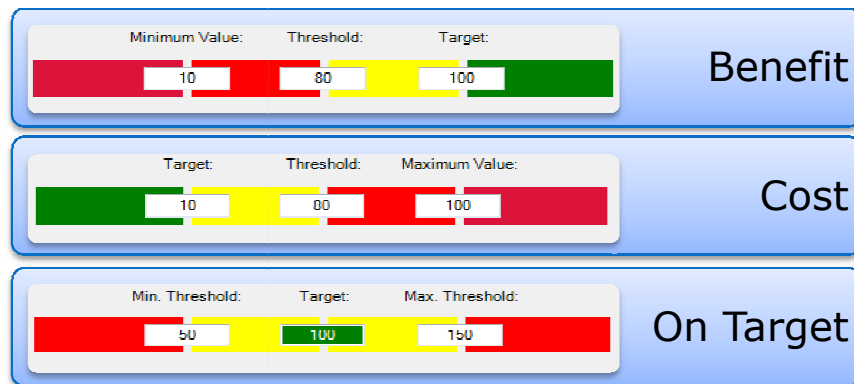 Minimum Value: Threshold: Target:
10 80 100
Benefit
Target: Threshold: Maximum Value:
10 80 100
Cost
Min. Threshold: Target: Max. Threshold:
50 100 150
On Target